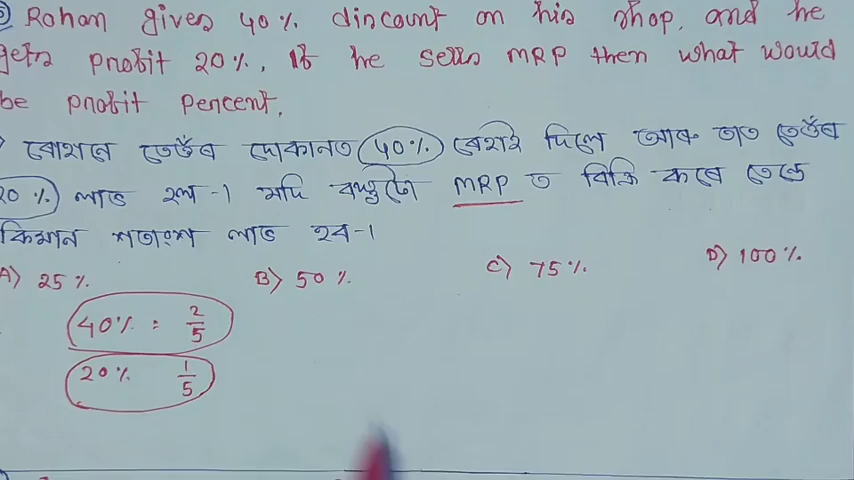 Rohan gives 40% discount on his shop, and he
gets profit 20%, If he sells MRP then what would
be profit percent.
ৰোহানে তেওঁৰ দোকানত 40% ৰেহাই দিলে আৰু তাত তেওঁৰ
20%) লাভ হল -। যদি বস্তুটো MRP ত বিক্ৰি কৰে তেন্তে
কিমান শতাংশ লাভ হব -।
A) 25% B) 50% C) 75% D) 100%
40% : 2/5
20% 1/5